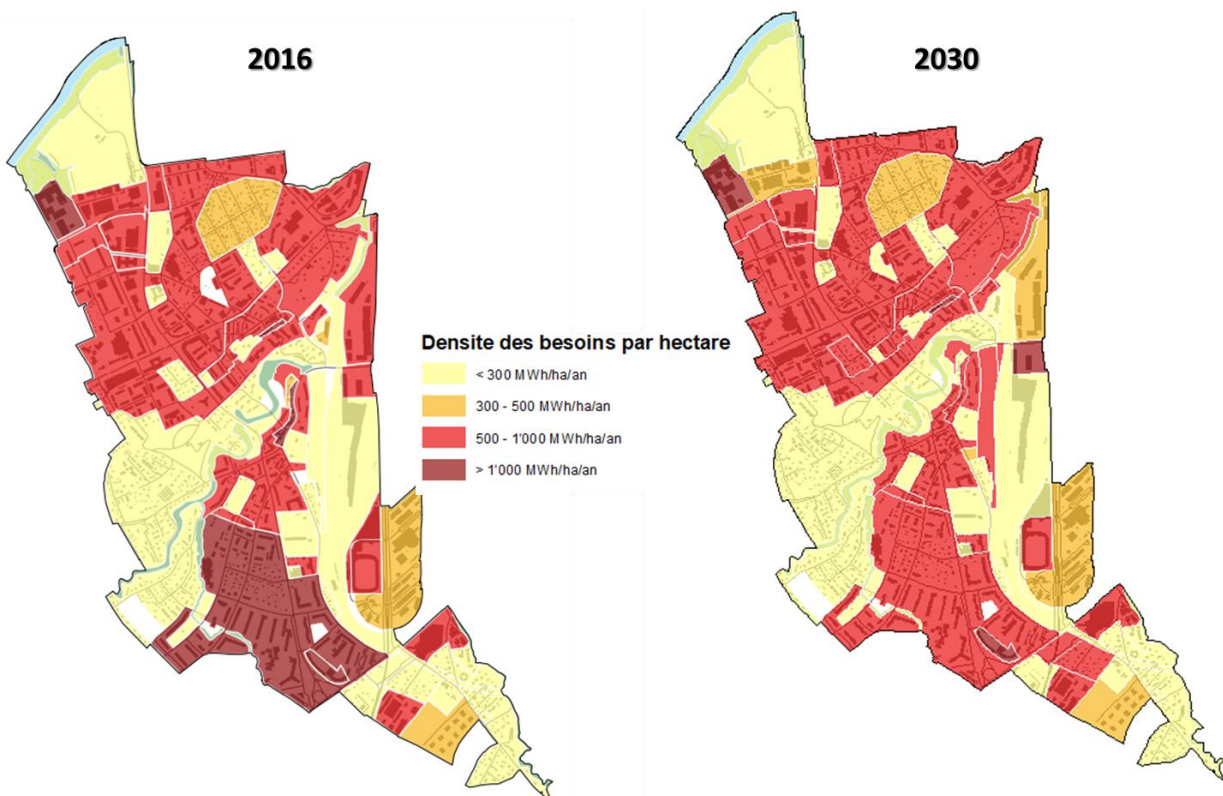 2016
2030
Densite des besoins par hectare
< 300 MWh/ha/an
300 - 500 MWh/ha/an
500 - 1'000 MWh/ha/an
> 1'000 MWh/ha/an